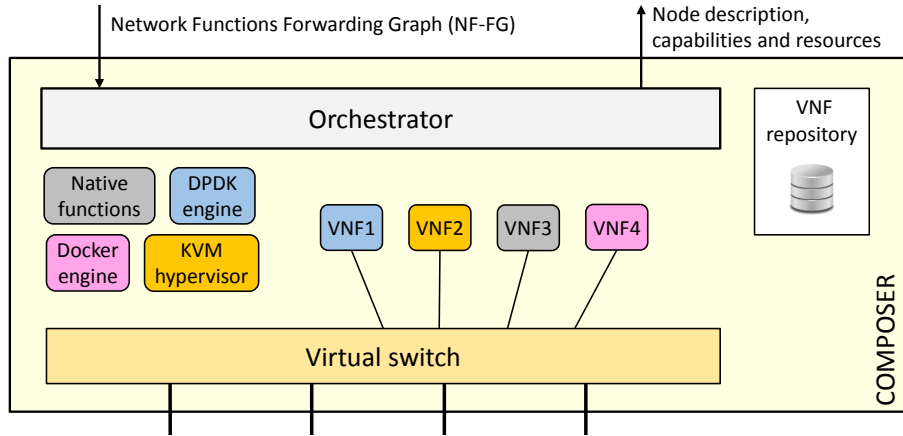 Network Functions Forwarding Graph (NF-FG)
Node description,
capabilities and resources
Orchestrator
VNF
repository
Native
functions
DPDK
engine
Docker
engine
KVM
hypervisor
VNF1
VNF2
VNF3
VNF4
Virtual switch
COMPOSER